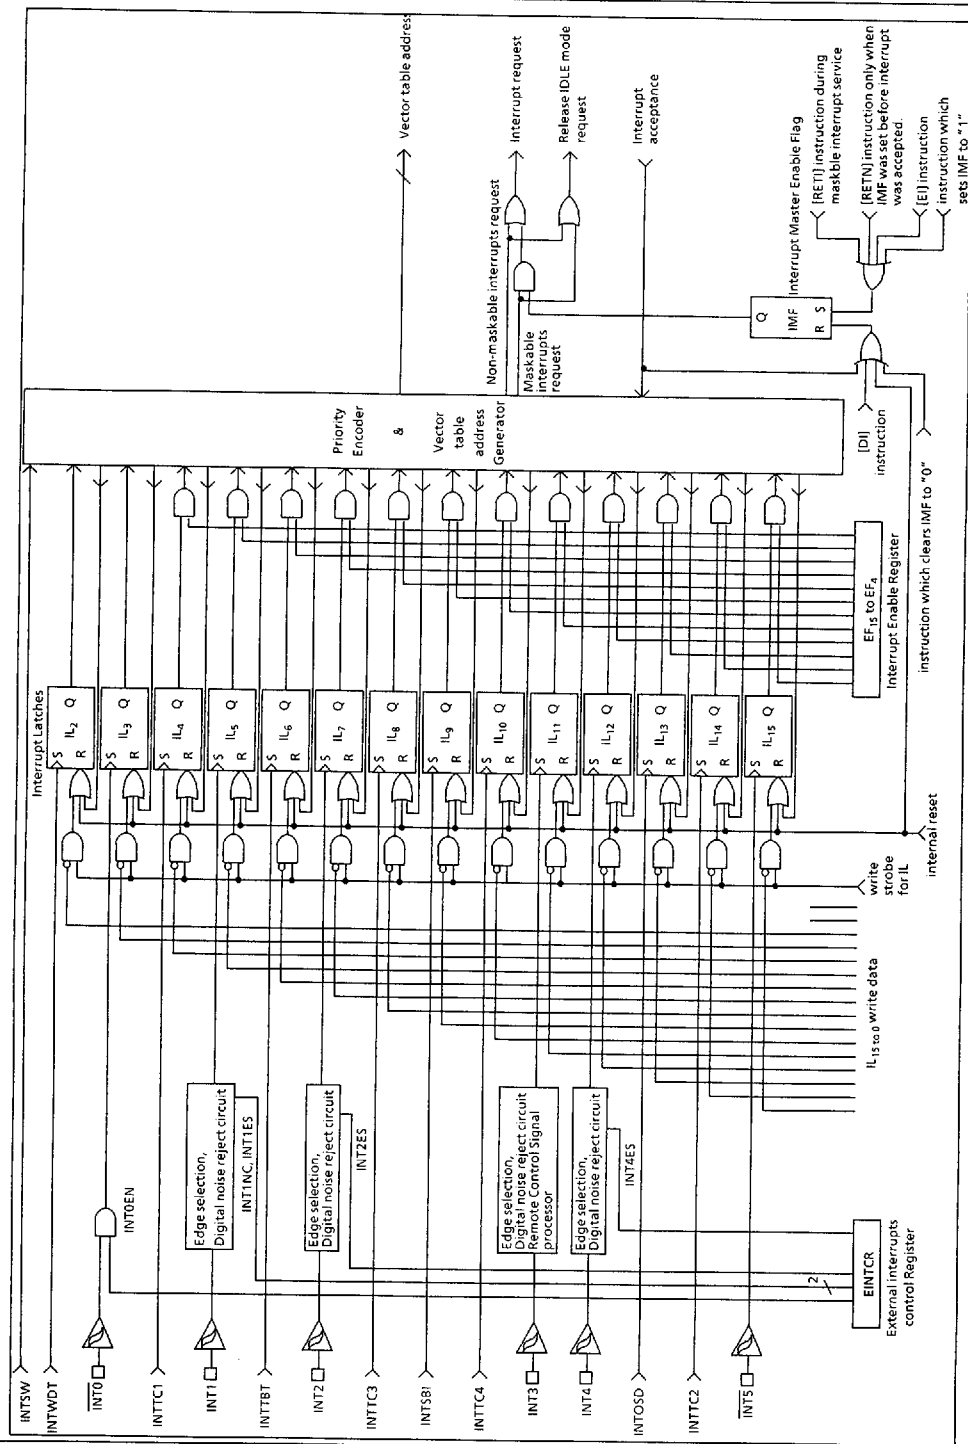 INTSW
INTWDT
INT0
INTTC1
INT1
INTTBT
INT2
INTTC3
INTSBI
INTTC4
INT3
INT4
INTOSD
INTTC2
INT5
INT0EN
Edge selection,
Digital noise reject circuit
INT1NC, INT1ES
Edge selection,
Digital noise reject circuit
INT2ES
Edge selection,
Digital noise reject circuit
Remote Control Signal
processor
Edge selection,
Digital noise reject circuit
INT4ES
2
EINTCR
External interrupts
control Register
IL15 to 0 write data
write
strobe
for IL
internal reset
Interrupt Latches
S
IL2 Q
R
S
IL3 Q
R
S
IL4 Q
R
S
IL5 Q
R
S
IL6 Q
R
S
IL7 Q
R
S
IL8 Q
R
S
IL9 Q
R
S
IL10 Q
R
S
IL11 Q
R
S
IL12 Q
R
S
IL13 Q
R
S
IL14 Q
R
S
IL15 Q
R
EF15 to EF4
Interrupt Enable Register
instruction which clears IMF to "0"
Priority
Encoder
&
Vector
table
address
Generator
[DI]
instruction
Vector table address
Non-maskable interrupts request
Maskable
interrupts
request
Interrupt request
Release IDLE mode
request
Interrupt
acceptance
Q
IMF
R S
Interrupt Master Enable Flag
[RETI] instruction during
maskble interrupt service
[RETN] instruction only when
IMF was set before interrupt
was accepted.
[EI] instruction
instruction which
sets IMF to "1"